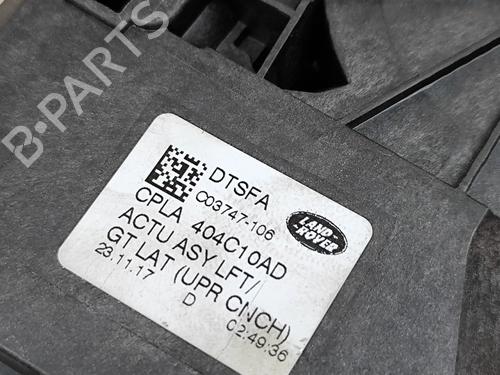 B-PARTS
DTSFA
C03747-106
LAND-
ROVER
CPLA 404C10AD
ACTU ASY LFT/
GT LAT (UPR CNCH)
23.11.17 D 02:49:36